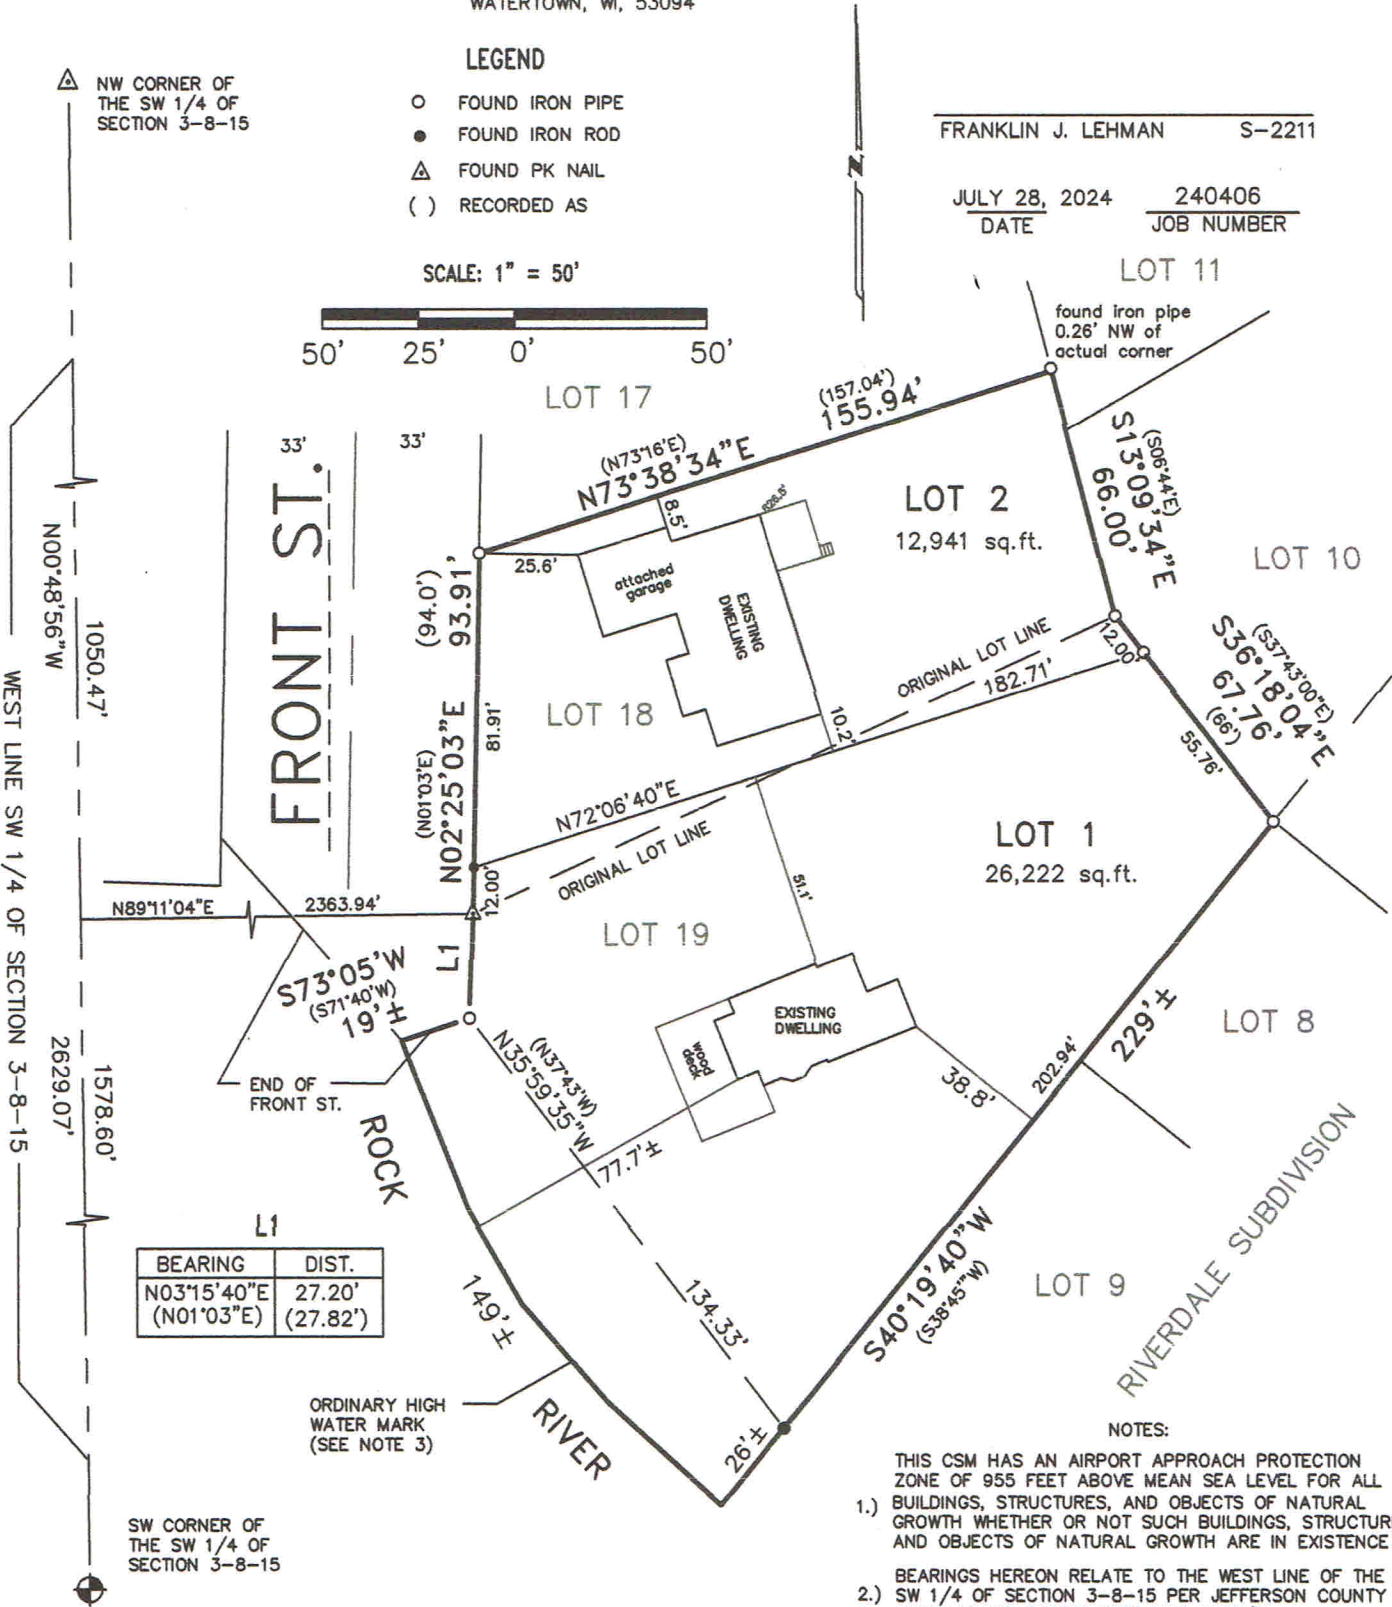 WATERTOWN, WI, 53094
LEGEND
NW CORNER OF
THE SW 1/4 OF
SECTION 3-8-15
FOUND IRON PIPE
FOUND IRON ROD
FOUND PK NAIL
( ) RECORDED AS
N
FRANKLIN J. LEHMAN S-2211
JULY 28, 2024 240406
DATE JOB NUMBER
SCALE: 1" = 50'
50' 25' 0' 50'
LOT 11
found iron pipe
0.26' NW of
actual corner
LOT 17
(157.04')
155.94'
(N73°16'E)
N73°38'34"E
33' 33'
FRONT ST.
(S06°44'E)
S13°09'34"E
66.00'
LOT 2
12,941 sq.ft.
8.5'
25.6'
attached
garage
EXISTING
DWELLING
LOT 10
(94.0')
93.91'
(N01°03'E)
N02°25'03"E
81.91'
LOT 18
10.2'
ORIGINAL LOT LINE
182.71'
12.00'
(S37°43'00"E)
S36°18'04"E
67.76'
(66')
55.76'
N00°48'56"W
1050.47'
WEST LINE SW 1/4 OF SECTION 3-8-15
N72°06'40"E
ORIGINAL LOT LINE
LOT 1
26,222 sq.ft.
51.1'
12.00'
N89°11'04"E 2363.94'
LOT 19
L1
S73°05'W
(S71°40'W)
19'±
EXISTING
DWELLING
wood
deck
LOT 8
229'±
202.94'
38.8'
(N37°43'W)
N35°59'35"W
END OF
FRONT ST.
77.7'±
1578.60'
2629.07'
ROCK
RIVER
L1
BEARING DIST.
N03°15'40"E 27.20'
(N01°03"E) (27.82')
149'±
134.33'
S40°19'40"W
(S38°45'"W)
LOT 9
RIVERDALE SUBDIVISION
ORDINARY HIGH
WATER MARK
(SEE NOTE 3)
26'±
SW CORNER OF
THE SW 1/4 OF
SECTION 3-8-15
NOTES:
THIS CSM HAS AN AIRPORT APPROACH PROTECTION
ZONE OF 955 FEET ABOVE MEAN SEA LEVEL FOR ALL
1.) BUILDINGS, STRUCTURES, AND OBJECTS OF NATURAL
GROWTH WHETHER OR NOT SUCH BUILDINGS, STRUCTUR
AND OBJECTS OF NATURAL GROWTH ARE IN EXISTENCE
BEARINGS HEREON RELATE TO THE WEST LINE OF THE
2.) SW 1/4 OF SECTION 3-8-15 PER JEFFERSON COUNTY